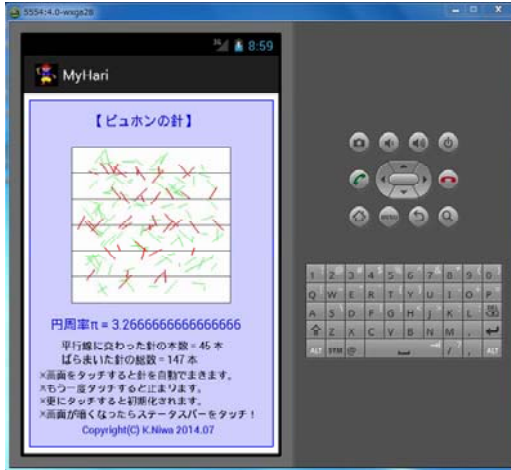 5554:4.0-wxga28
3G 8:59
MyHari
【ビュホンの針】
円周率π = 3.2666666666666666
平行線に交わった針の本数 = 45 本
ばらまいた針の総数 = 147 本
※画面をタッチすると針を自動でまきます。
※もう一度タッチすると止まります。
※更にタッチすると初期化されます。
※画面が暗くなったらステータスバーをタッチ！
Copyright(C) K.Niwa 2014.07
MENU
1 2 3 4 5 6 7 8 9 0
Q W E R T Y U I O P
A S D F G H J K L DEL
Z X C V B N M .
ALT SYM @ / , ALT